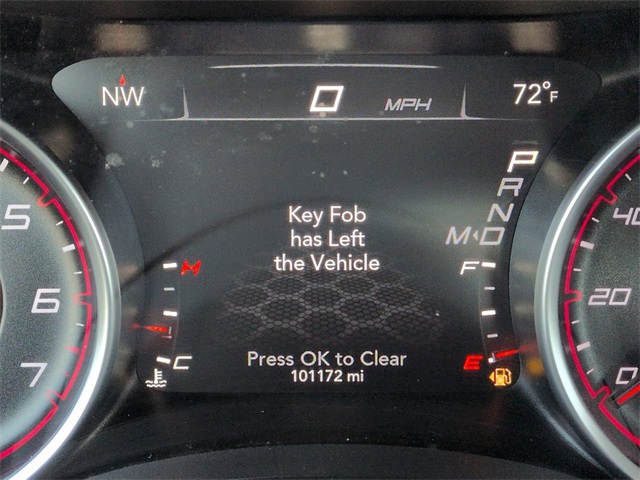 NW 0 MPH 72°F
P
R
N
M◂D
Key Fob
has Left
the Vehicle
H F
C E
Press OK to Clear
101172 mi
5
6
7
40
20
0